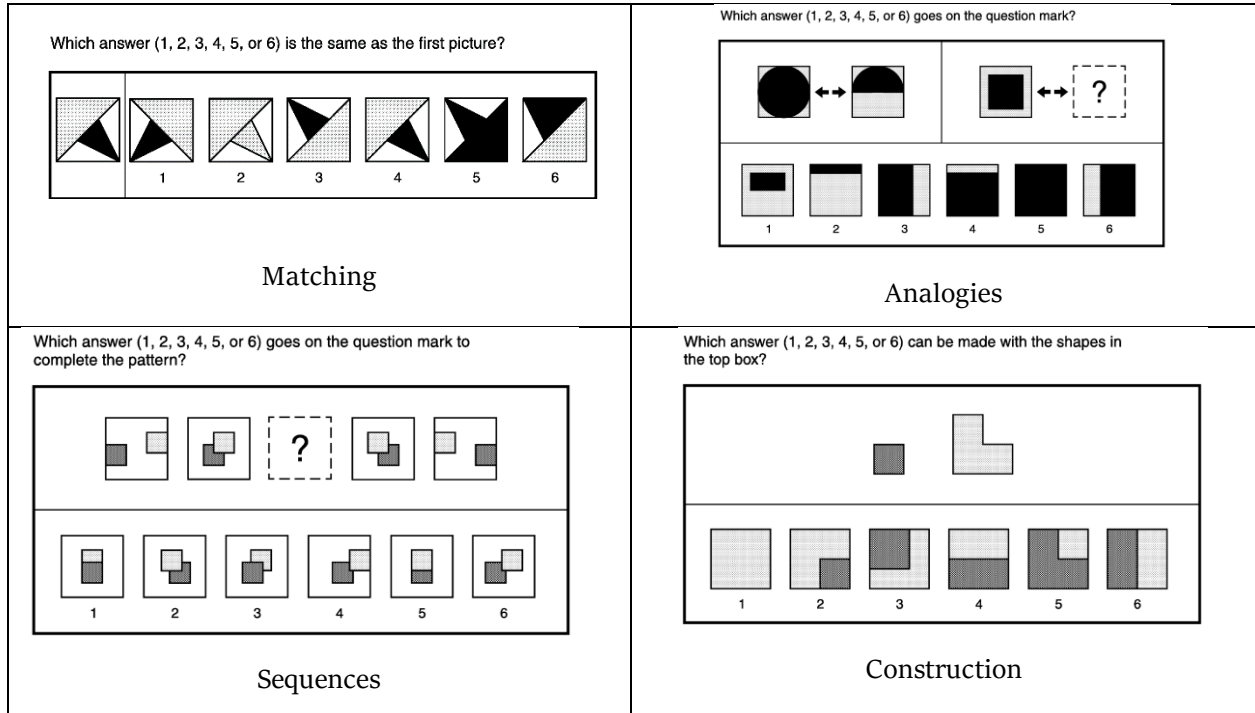 Which answer (1, 2, 3, 4, 5, or 6) is the same as the first picture?
1 2 3 4 5 6
Matching
Which answer (1, 2, 3, 4, 5, or 6) goes on the question mark?
?
1 2 3 4 5 6
Analogies
Which answer (1, 2, 3, 4, 5, or 6) goes on the question mark to
complete the pattern?
?
1 2 3 4 5 6
Sequences
Which answer (1, 2, 3, 4, 5, or 6) can be made with the shapes in
the top box?
1 2 3 4 5 6
Construction